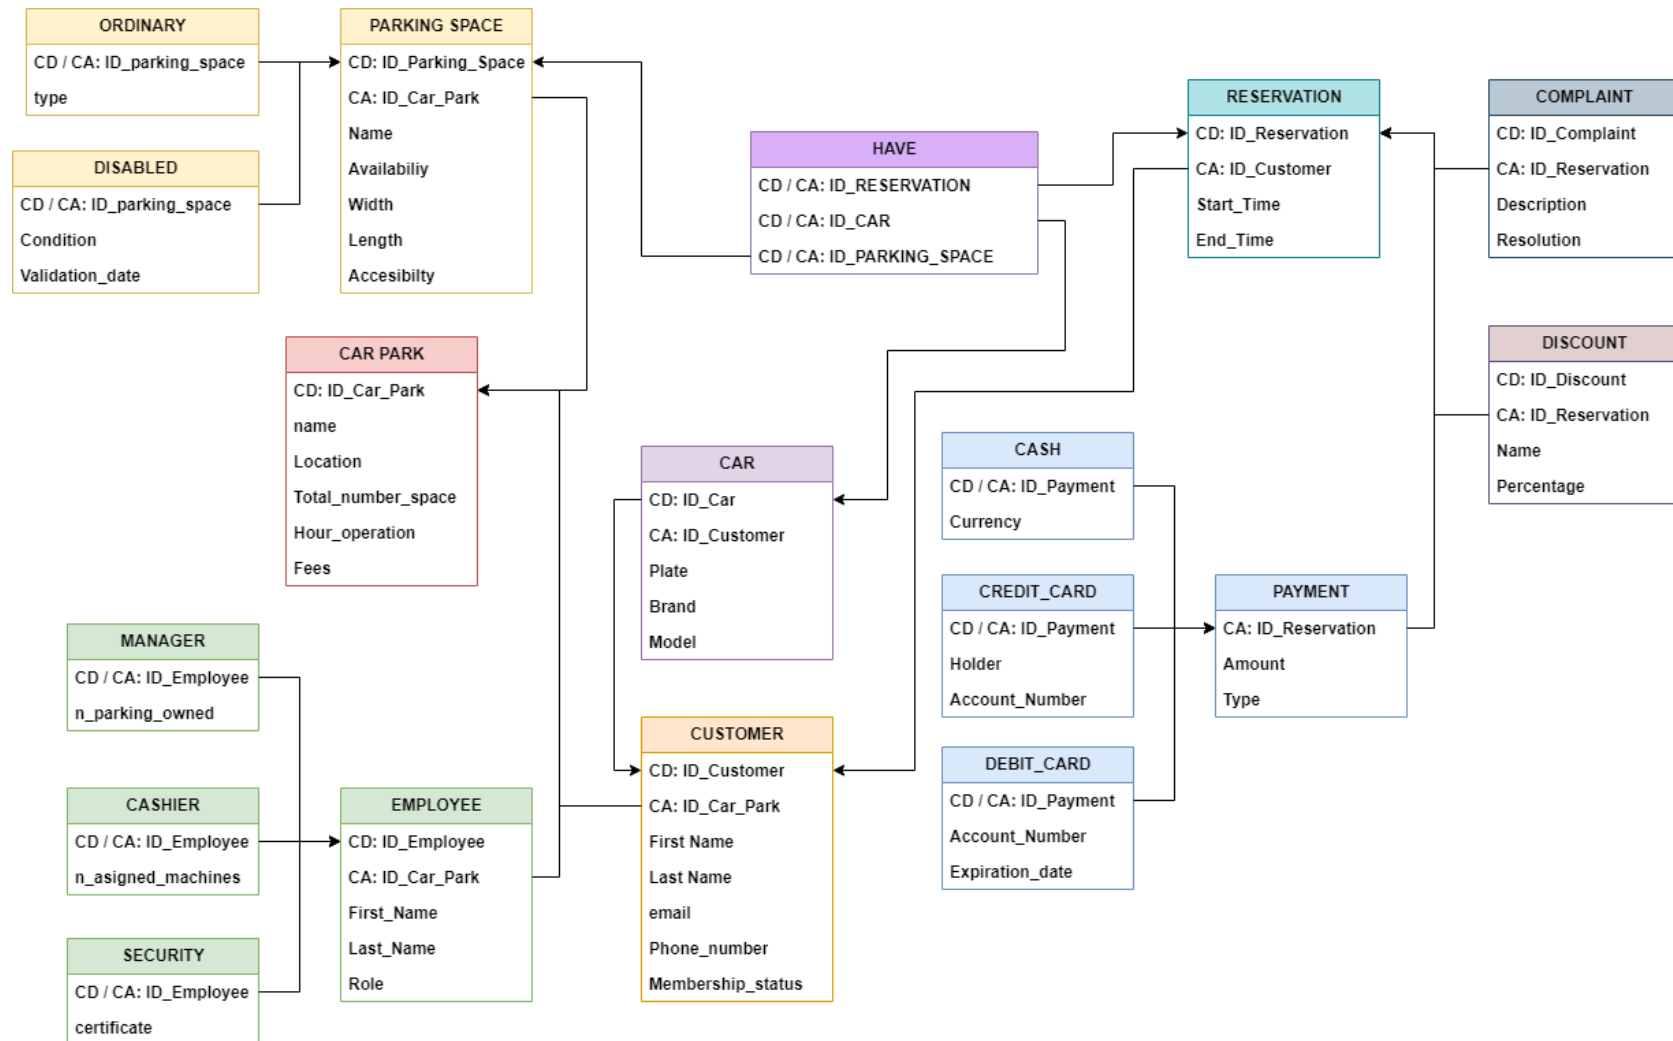 ORDINARY
CD / CA: ID_parking_space
type
PARKING SPACE
CD: ID_Parking_Space
CA: ID_Car_Park
Name
Availabiliy
Width
Length
Accesibilty
DISABLED
CD / CA: ID_parking_space
Condition
Validation_date
HAVE
CD / CA: ID_RESERVATION
CD / CA: ID_CAR
CD / CA: ID_PARKING_SPACE
RESERVATION
CD: ID_Reservation
CA: ID_Customer
Start_Time
End_Time
COMPLAINT
CD: ID_Complaint
CA: ID_Reservation
Description
Resolution
CAR PARK
CD: ID_Car_Park
name
Location
Total_number_space
Hour_operation
Fees
DISCOUNT
CD: ID_Discount
CA: ID_Reservation
Name
Percentage
CAR
CD: ID_Car
CA: ID_Customer
Plate
Brand
Model
CASH
CD / CA: ID_Payment
Currency
CREDIT_CARD
CD / CA: ID_Payment
Holder
Account_Number
PAYMENT
CA: ID_Reservation
Amount
Type
DEBIT_CARD
CD / CA: ID_Payment
Account_Number
Expiration_date
MANAGER
CD / CA: ID_Employee
n_parking_owned
CASHIER
CD / CA: ID_Employee
n_asigned_machines
SECURITY
CD / CA: ID_Employee
certificate
EMPLOYEE
CD: ID_Employee
CA: ID_Car_Park
First_Name
Last_Name
Role
CUSTOMER
CD: ID_Customer
CA: ID_Car_Park
First Name
Last Name
email
Phone_number
Membership_status